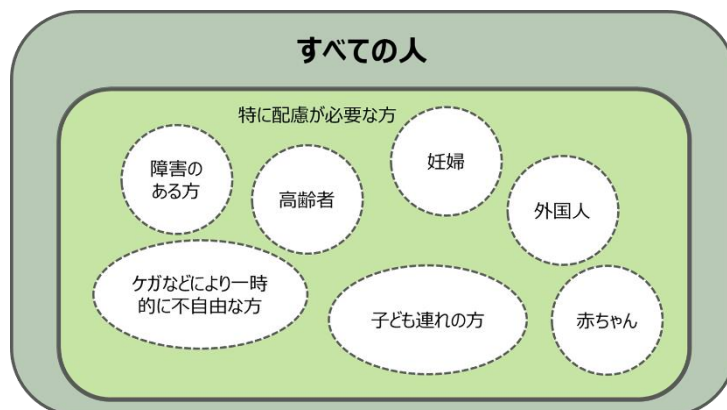 すべての人
特に配慮が必要な方
障害の
ある方
高齢者
妊婦
外国人
ケガなどにより一時
的に不自由な方
子ども連れの方
赤ちゃん